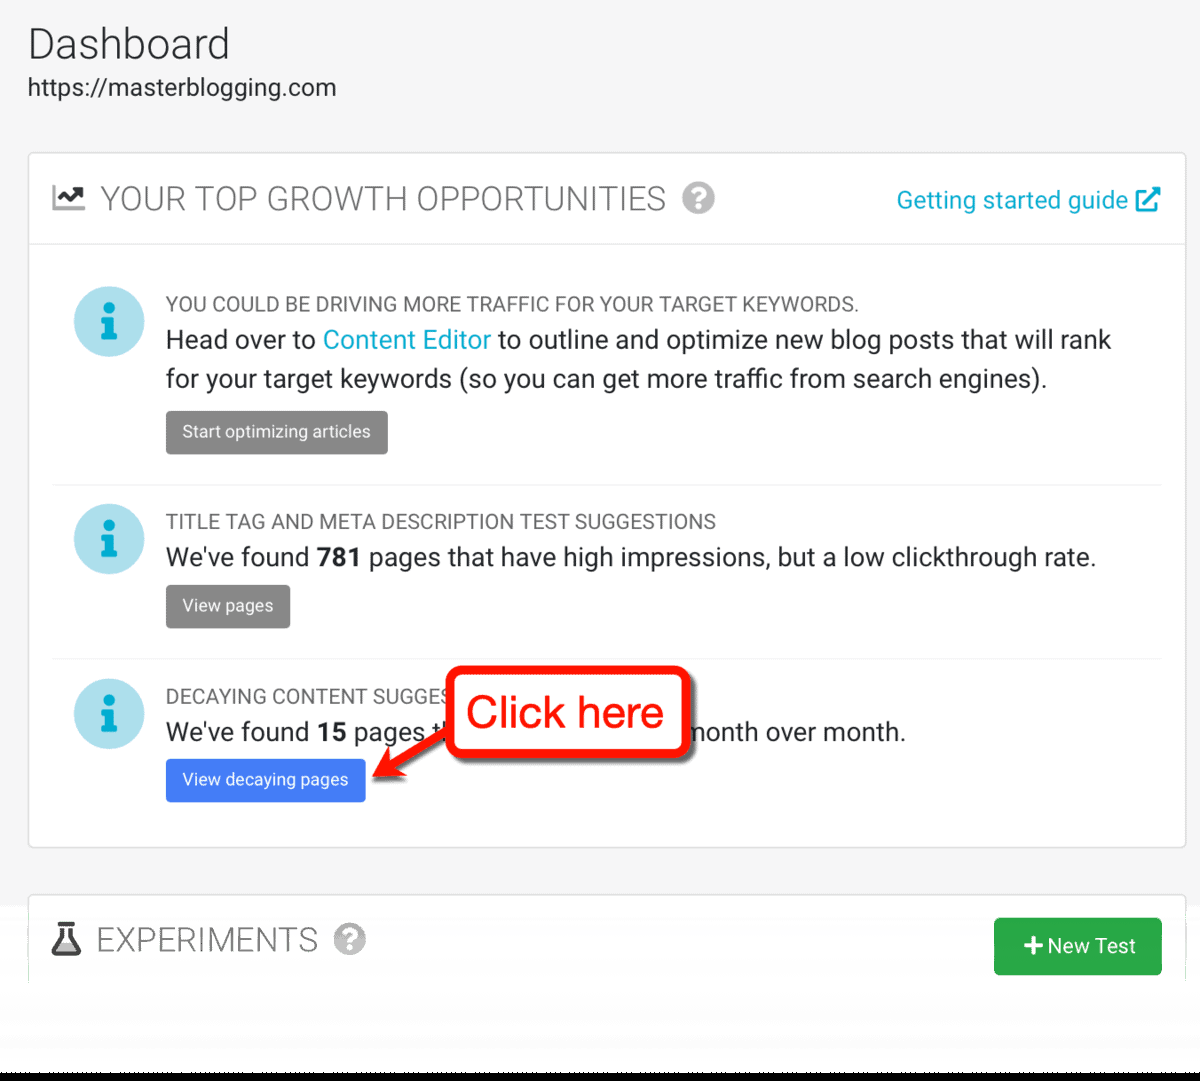 Dashboard
https://masterblogging.com
YOUR TOP GROWTH OPPORTUNITIES ?
Getting started guide
YOU COULD BE DRIVING MORE TRAFFIC FOR YOUR TARGET KEYWORDS.
Head over to Content Editor to outline and optimize new blog posts that will rank
for your target keywords (so you can get more traffic from search engines).
Start optimizing articles
TITLE TAG AND META DESCRIPTION TEST SUGGESTIONS
We've found 781 pages that have high impressions, but a low clickthrough rate.
View pages
DECAYING CONTENT
We've found 15 pages month over month.
Click here
View decaying pages
EXPERIMENTS ?
+ New Test